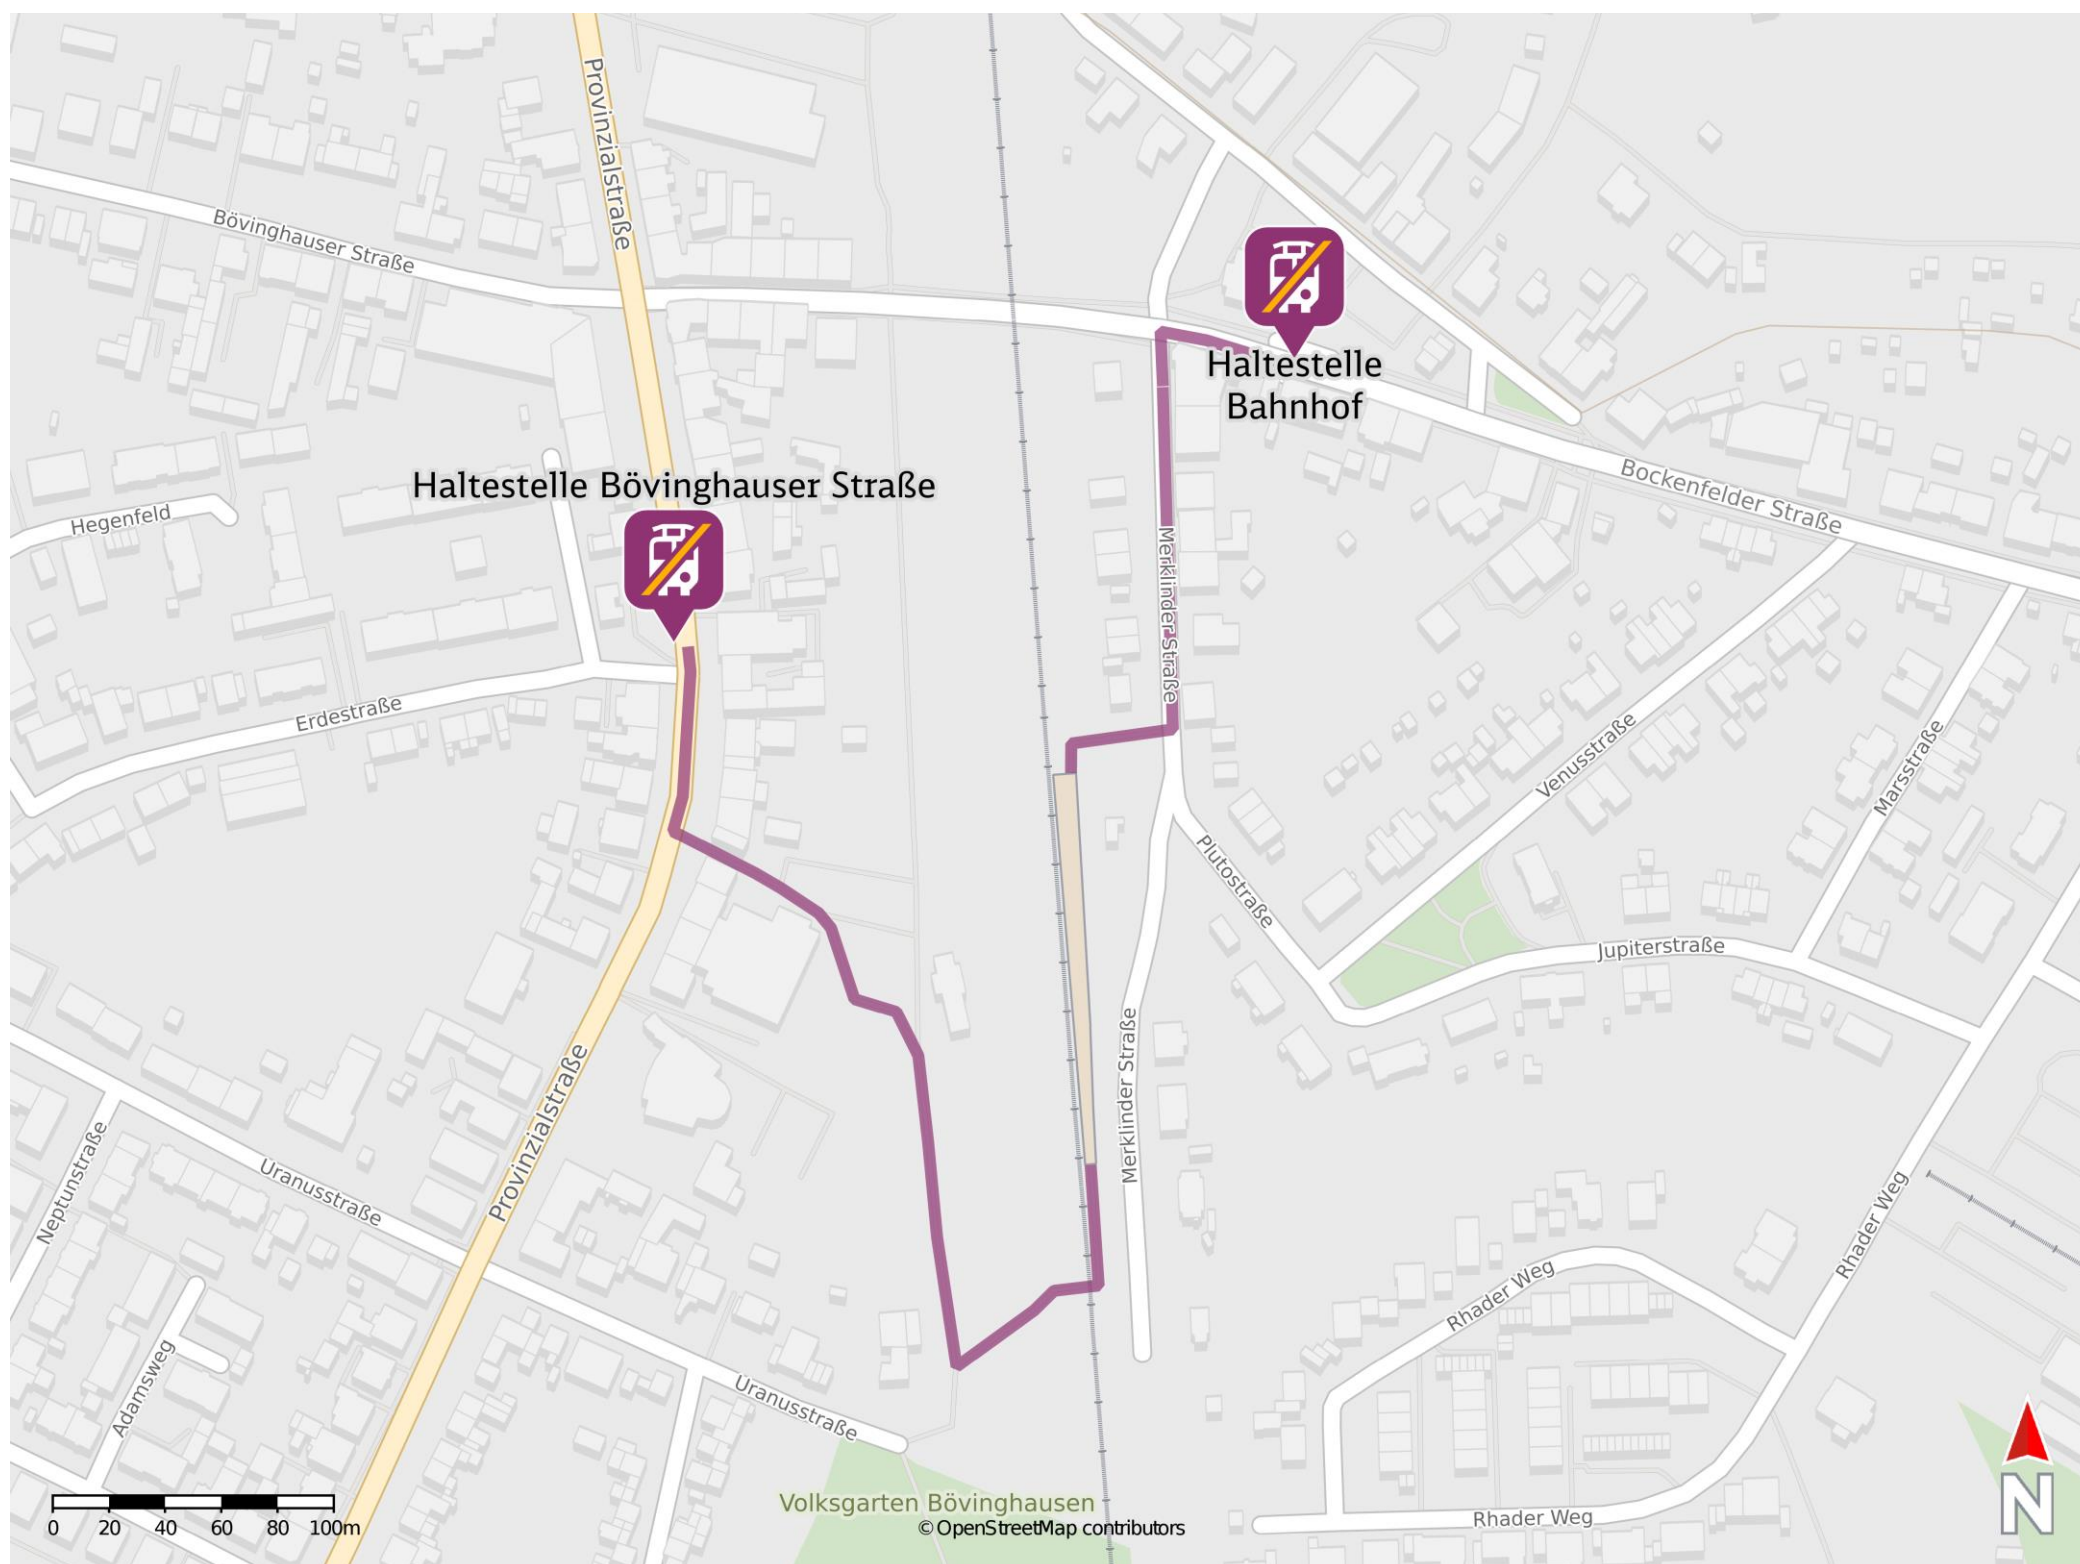 Provinzialstraße
Bövinghauser Straße
Haltestelle
Bahnhof
Haltestelle Bövinghauser Straße
Bockenfelder Straße
Hegenfeld
Merklinder Straße
Erdestraße
Venusstraße
Marsstraße
Plutostraße
Jupiterstraße
Merklinder Straße
Provinzialstraße
Neptunstraße
Uranusstraße
Rhader Weg
Rhader Weg
Adamsweg
Uranusstraße
Volksgarten Bövinghausen
0 20 40 60 80 100m
© OpenStreetMap contributors
Rhader Weg
N